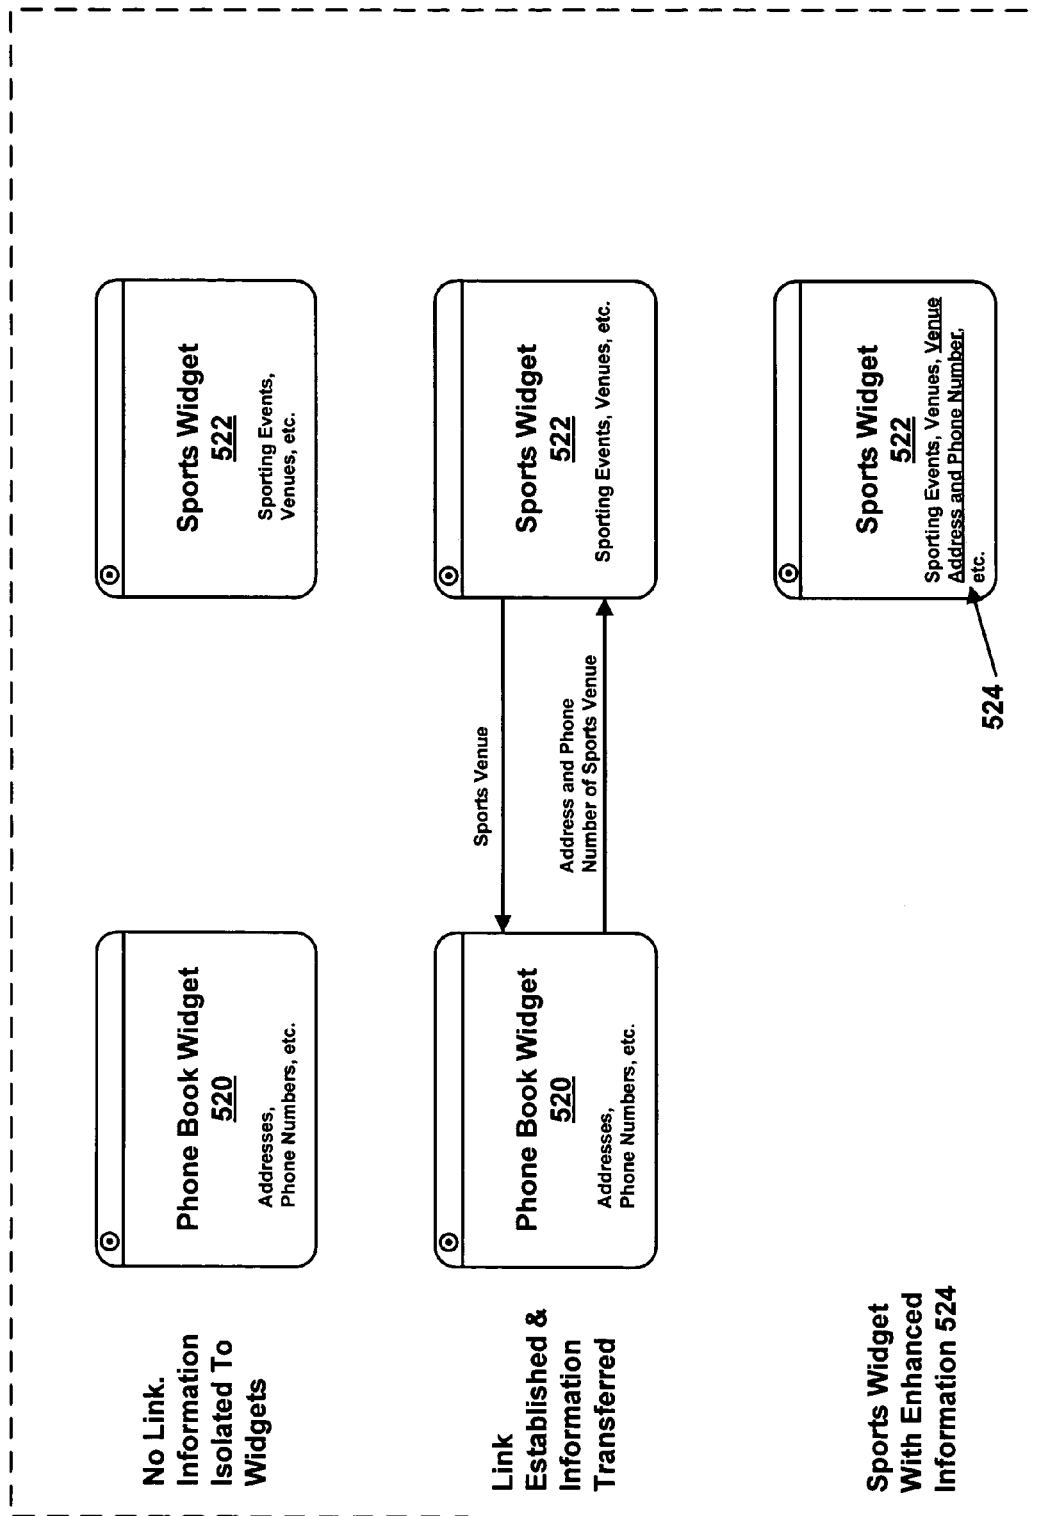 No Link.
Information
Isolated To
Widgets
Phone Book Widget
520
Addresses,
Phone Numbers, etc.
Sports Widget
522
Sporting Events,
Venues, etc.
Link
Established &
Information
Transferred
Phone Book Widget
520
Addresses,
Phone Numbers, etc.
Sports Venue
Address and Phone
Number of Sports Venue
Sports Widget
522
Sporting Events, Venues, etc.
Sports Widget
With Enhanced
Information 524
524
Sports Widget
522
Sporting Events, Venues, Venue
Address and Phone Number,
etc.